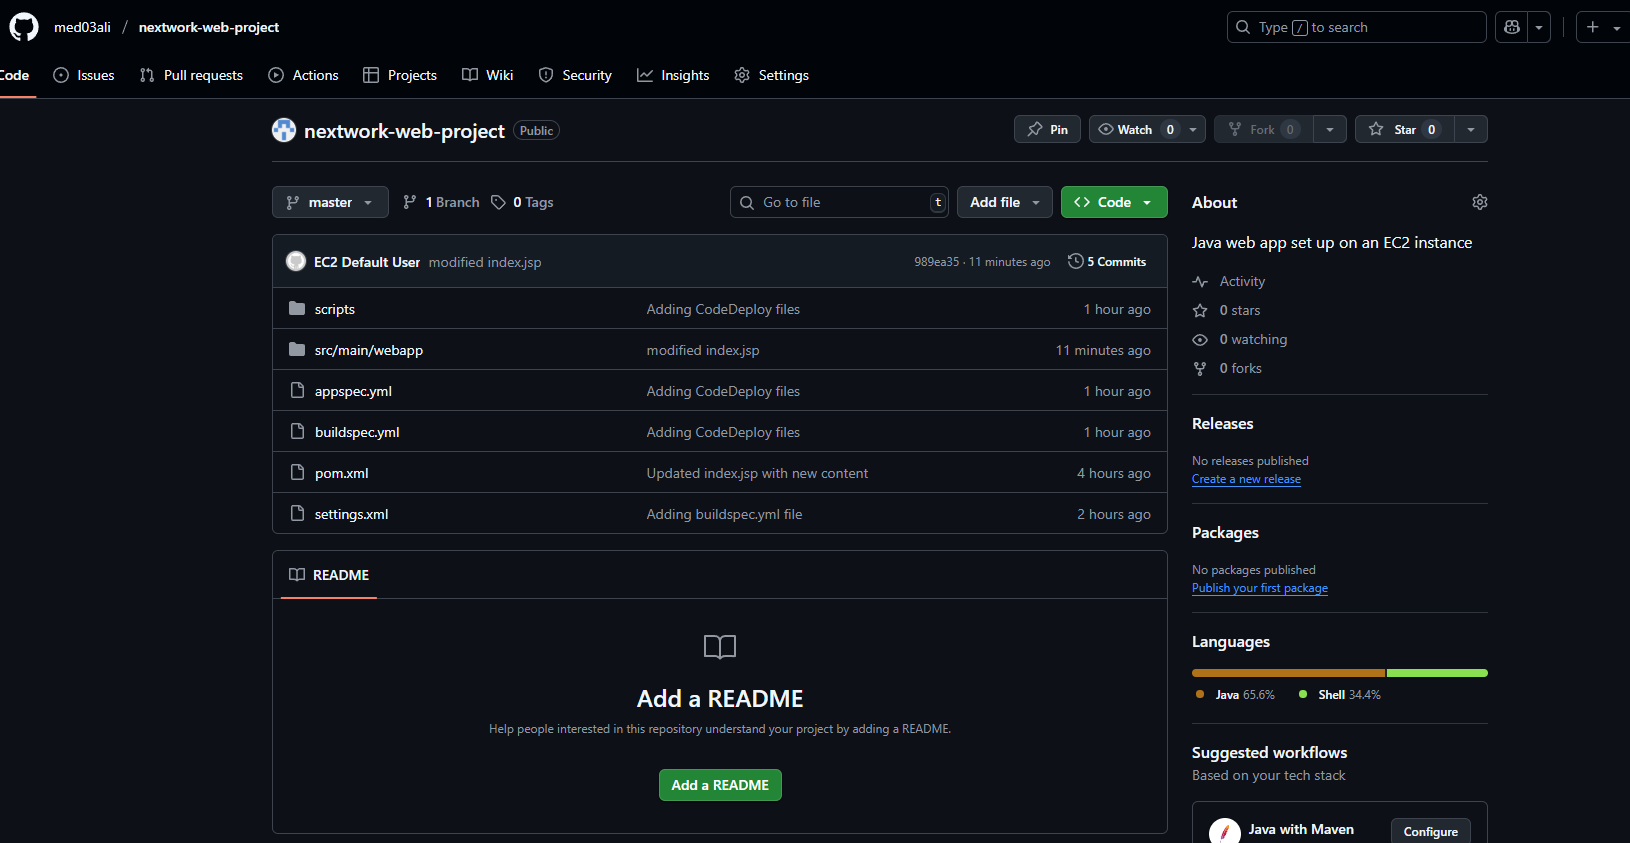 med03ali / nextwork-web-project
Type / to search
Code Issues Pull requests Actions Projects Wiki Security Insights Settings
nextwork-web-project Public
Pin Watch 0 Fork 0 Star 0
master 1 Branch 0 Tags Go to file t Add file Code
EC2 Default User modified index.jsp 989ea35 · 11 minutes ago 5 Commits
scripts Adding CodeDeploy files 1 hour ago
src/main/webapp modified index.jsp 11 minutes ago
appspec.yml Adding CodeDeploy files 1 hour ago
buildspec.yml Adding CodeDeploy files 1 hour ago
pom.xml Updated index.jsp with new content 4 hours ago
settings.xml Adding buildspec.yml file 2 hours ago
README
Add a README
Help people interested in this repository understand your project by adding a README.
Add a README
About
Java web app set up on an EC2 instance
Activity
0 stars
0 watching
0 forks
Releases
No releases published
Create a new release
Packages
No packages published
Publish your first package
Languages
Java 65.6% Shell 34.4%
Suggested workflows
Based on your tech stack
Java with Maven Configure